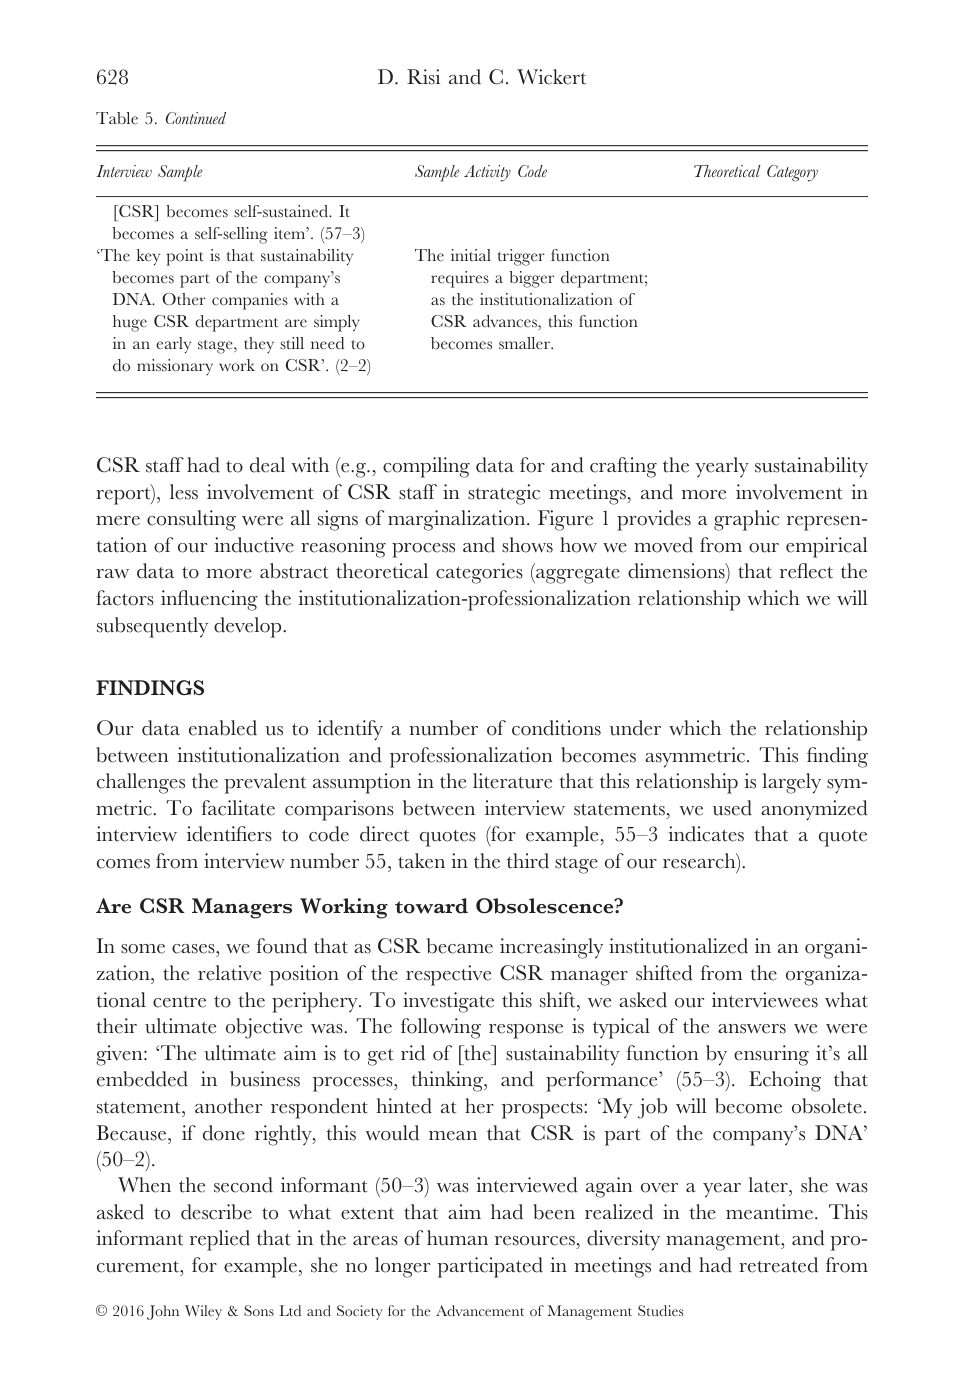 628
D. Risi and C. Wickert
Table 5. Continued
Interview Sample
Sample Activity Code
Theoretical Category
[CSR] becomes self-sustained. It
becomes a self-selling item’. (57–3)
‘The key point is that sustainability
becomes part of the company’s
DNA. Other companies with a
huge CSR department are simply
in an early stage, they still need to
do missionary work on CSR’. (2–2)
The initial trigger function
requires a bigger department;
as the institutionalization of
CSR advances, this function
becomes smaller.
CSR staff had to deal with (e.g., compiling data for and crafting the yearly sustainability
report), less involvement of CSR staff in strategic meetings, and more involvement in
mere consulting were all signs of marginalization. Figure 1 provides a graphic represen-
tation of our inductive reasoning process and shows how we moved from our empirical
raw data to more abstract theoretical categories (aggregate dimensions) that reflect the
factors influencing the institutionalization-professionalization relationship which we will
subsequently develop.
FINDINGS
Our data enabled us to identify a number of conditions under which the relationship
between institutionalization and professionalization becomes asymmetric. This finding
challenges the prevalent assumption in the literature that this relationship is largely sym-
metric. To facilitate comparisons between interview statements, we used anonymized
interview identifiers to code direct quotes (for example, 55–3 indicates that a quote
comes from interview number 55, taken in the third stage of our research).
Are CSR Managers Working toward Obsolescence?
In some cases, we found that as CSR became increasingly institutionalized in an organi-
zation, the relative position of the respective CSR manager shifted from the organiza-
tional centre to the periphery. To investigate this shift, we asked our interviewees what
their ultimate objective was. The following response is typical of the answers we were
given: ‘The ultimate aim is to get rid of [the] sustainability function by ensuring it’s all
embedded in business processes, thinking, and performance’ (55–3). Echoing that
statement, another respondent hinted at her prospects: ‘My job will become obsolete.
Because, if done rightly, this would mean that CSR is part of the company’s DNA’
(50–2).
When the second informant (50–3) was interviewed again over a year later, she was
asked to describe to what extent that aim had been realized in the meantime. This
informant replied that in the areas of human resources, diversity management, and pro-
curement, for example, she no longer participated in meetings and had retreated from
© 2016 John Wiley & Sons Ltd and Society for the Advancement of Management Studies